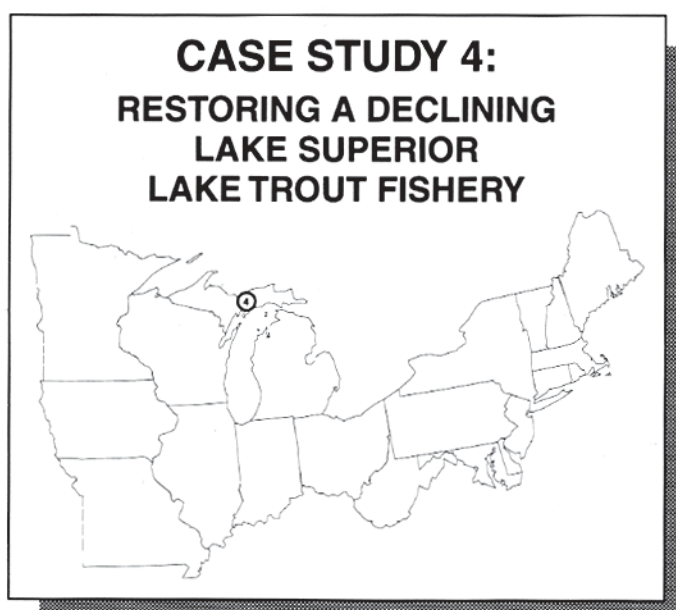 CASE STUDY 4:
RESTORING A DECLINING
LAKE SUPERIOR
LAKE TROUT FISHERY
4